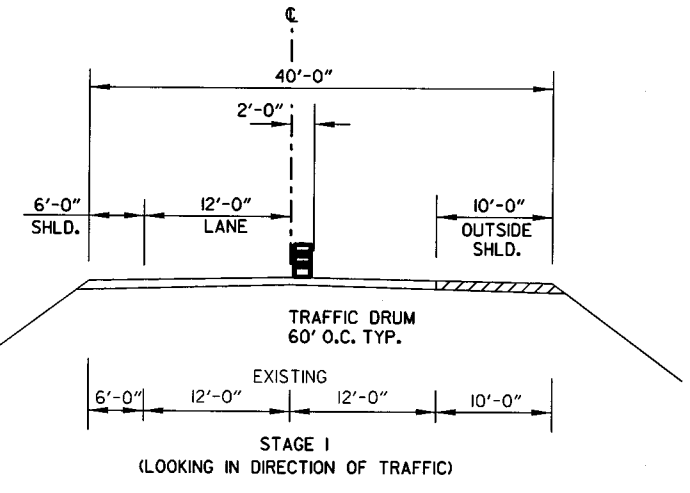 ℄
40'-0"
2'-0"
6'-0" 12'-0" 10'-0"
SHLD. LANE OUTSIDE
SHLD.
TRAFFIC DRUM
60' O.C. TYP.
EXISTING
6'-0" 12'-0" 12'-0" 10'-0"
STAGE I
(LOOKING IN DIRECTION OF TRAFFIC)